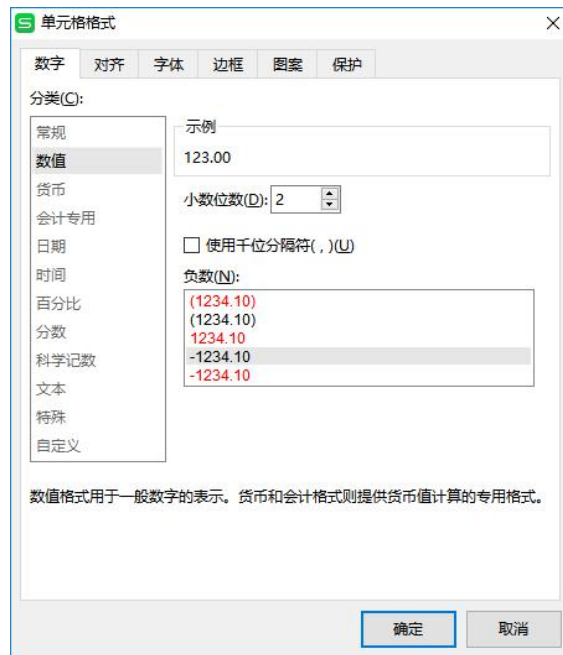 单元格格式
数字 对齐 字体 边框 图案 保护
分类(C):
常规
数值
货币
会计专用
日期
时间
百分比
分数
科学记数
文本
特殊
自定义
示例
123.00
小数位数(D): 2
使用千位分隔符( , )(U)
负数(N):
(1234.10)
(1234.10)
1234.10
-1234.10
-1234.10
数值格式用于一般数字的表示。货币和会计格式则提供货币值计算的专用格式。
确定 取消